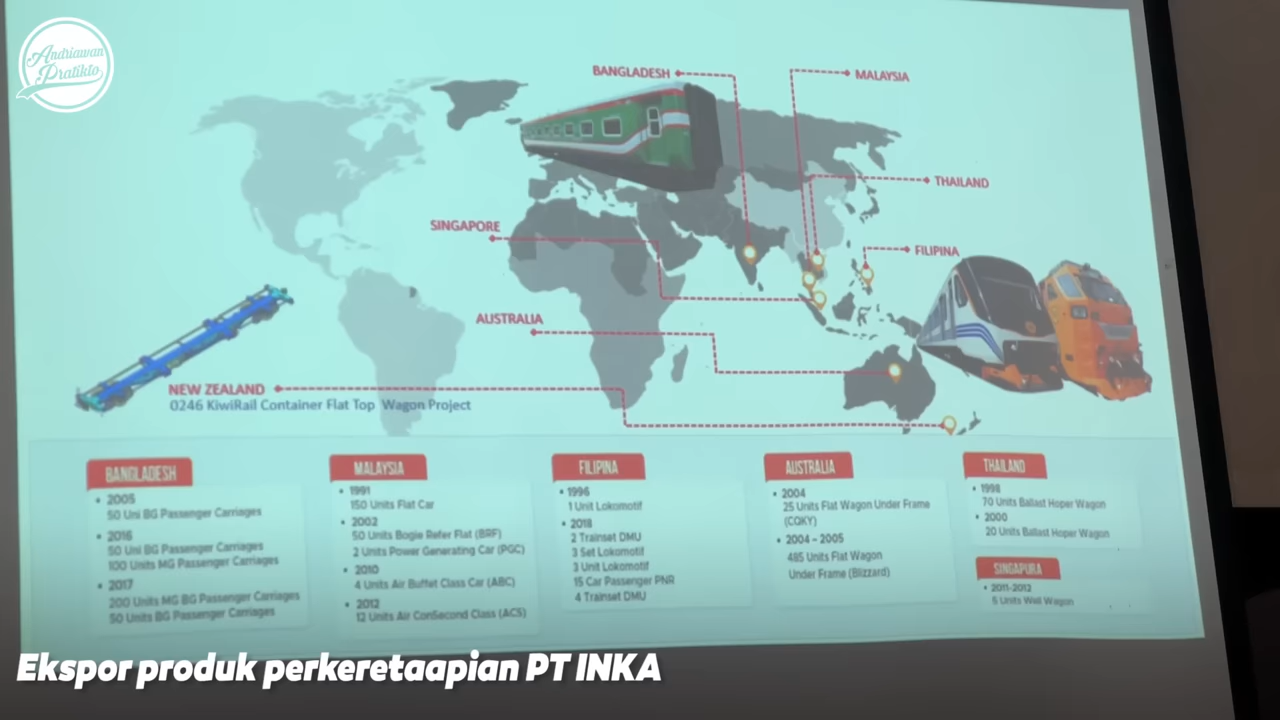 Andriawan
Pratikto
BANGLADESH
MALAYSIA
THAILAND
SINGAPORE
FILIPINA
AUSTRALIA
NEW ZEALAND
0246 KiwiRail Container Flat Top Wagon Project
BANGLADESH
• 2005
50 Uni BG Passenger Carriages
• 2016
50 Uni BG Passenger Carriages
100 Units MG Passenger Carriages
• 2017
200 Units MG BG Passenger Carriages
50 Units BG Passenger Carriages
MALAYSIA
• 1991
150 Units Flat Car
• 2002
50 Units Bogie Refer Flat (BRF)
2 Units Power Generating Car (PGC)
• 2010
4 Units Air Buffet Class Car (ABC)
• 2012
12 Units Air ConSecond Class (ACS)
FILIPINA
• 1996
1 Unit Lokomotif
• 2018
2 Trainset DMU
3 Set Lokomotif
3 Unit Lokomotif
15 Car Passenger PNR
4 Trainset DMU
AUSTRALIA
• 2004
25 Units Flat Wagon Under Frame
(CQKY)
• 2004 - 2005
485 Units Flat Wagon
Under Frame (Blizzard)
THAILAND
• 1998
70 Units Ballast Hoper Wagon
• 2000
20 Units Ballast Hoper Wagon
SINGAPURA
• 2011-2012
6 Units Well Wagon
Ekspor produk perkeretaapian PT INKA